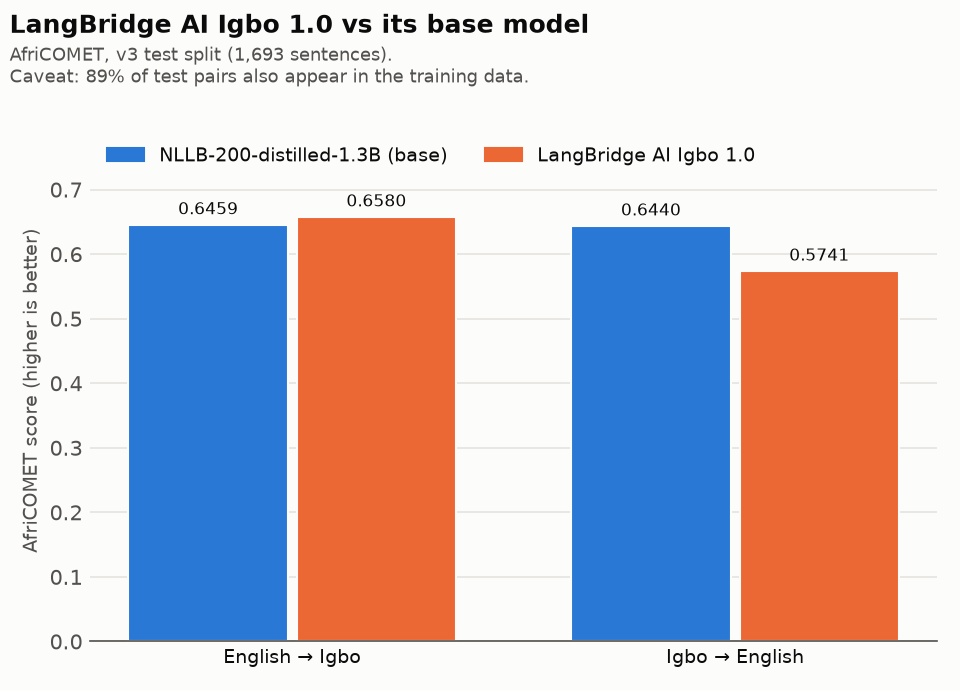 LangBridge AI Igbo 1.0 vs its base model
AfriCOMET, v3 test split (1,693 sentences).
Caveat: 89% of test pairs also appear in the training data.
NLLB-200-distilled-1.3B (base)
LangBridge AI Igbo 1.0
AfriCOMET score (higher is better)
0.7
0.6
0.5
0.4
0.3
0.2
0.1
0.0
0.6459
0.6580
0.6440
0.5741
English → Igbo
Igbo → English